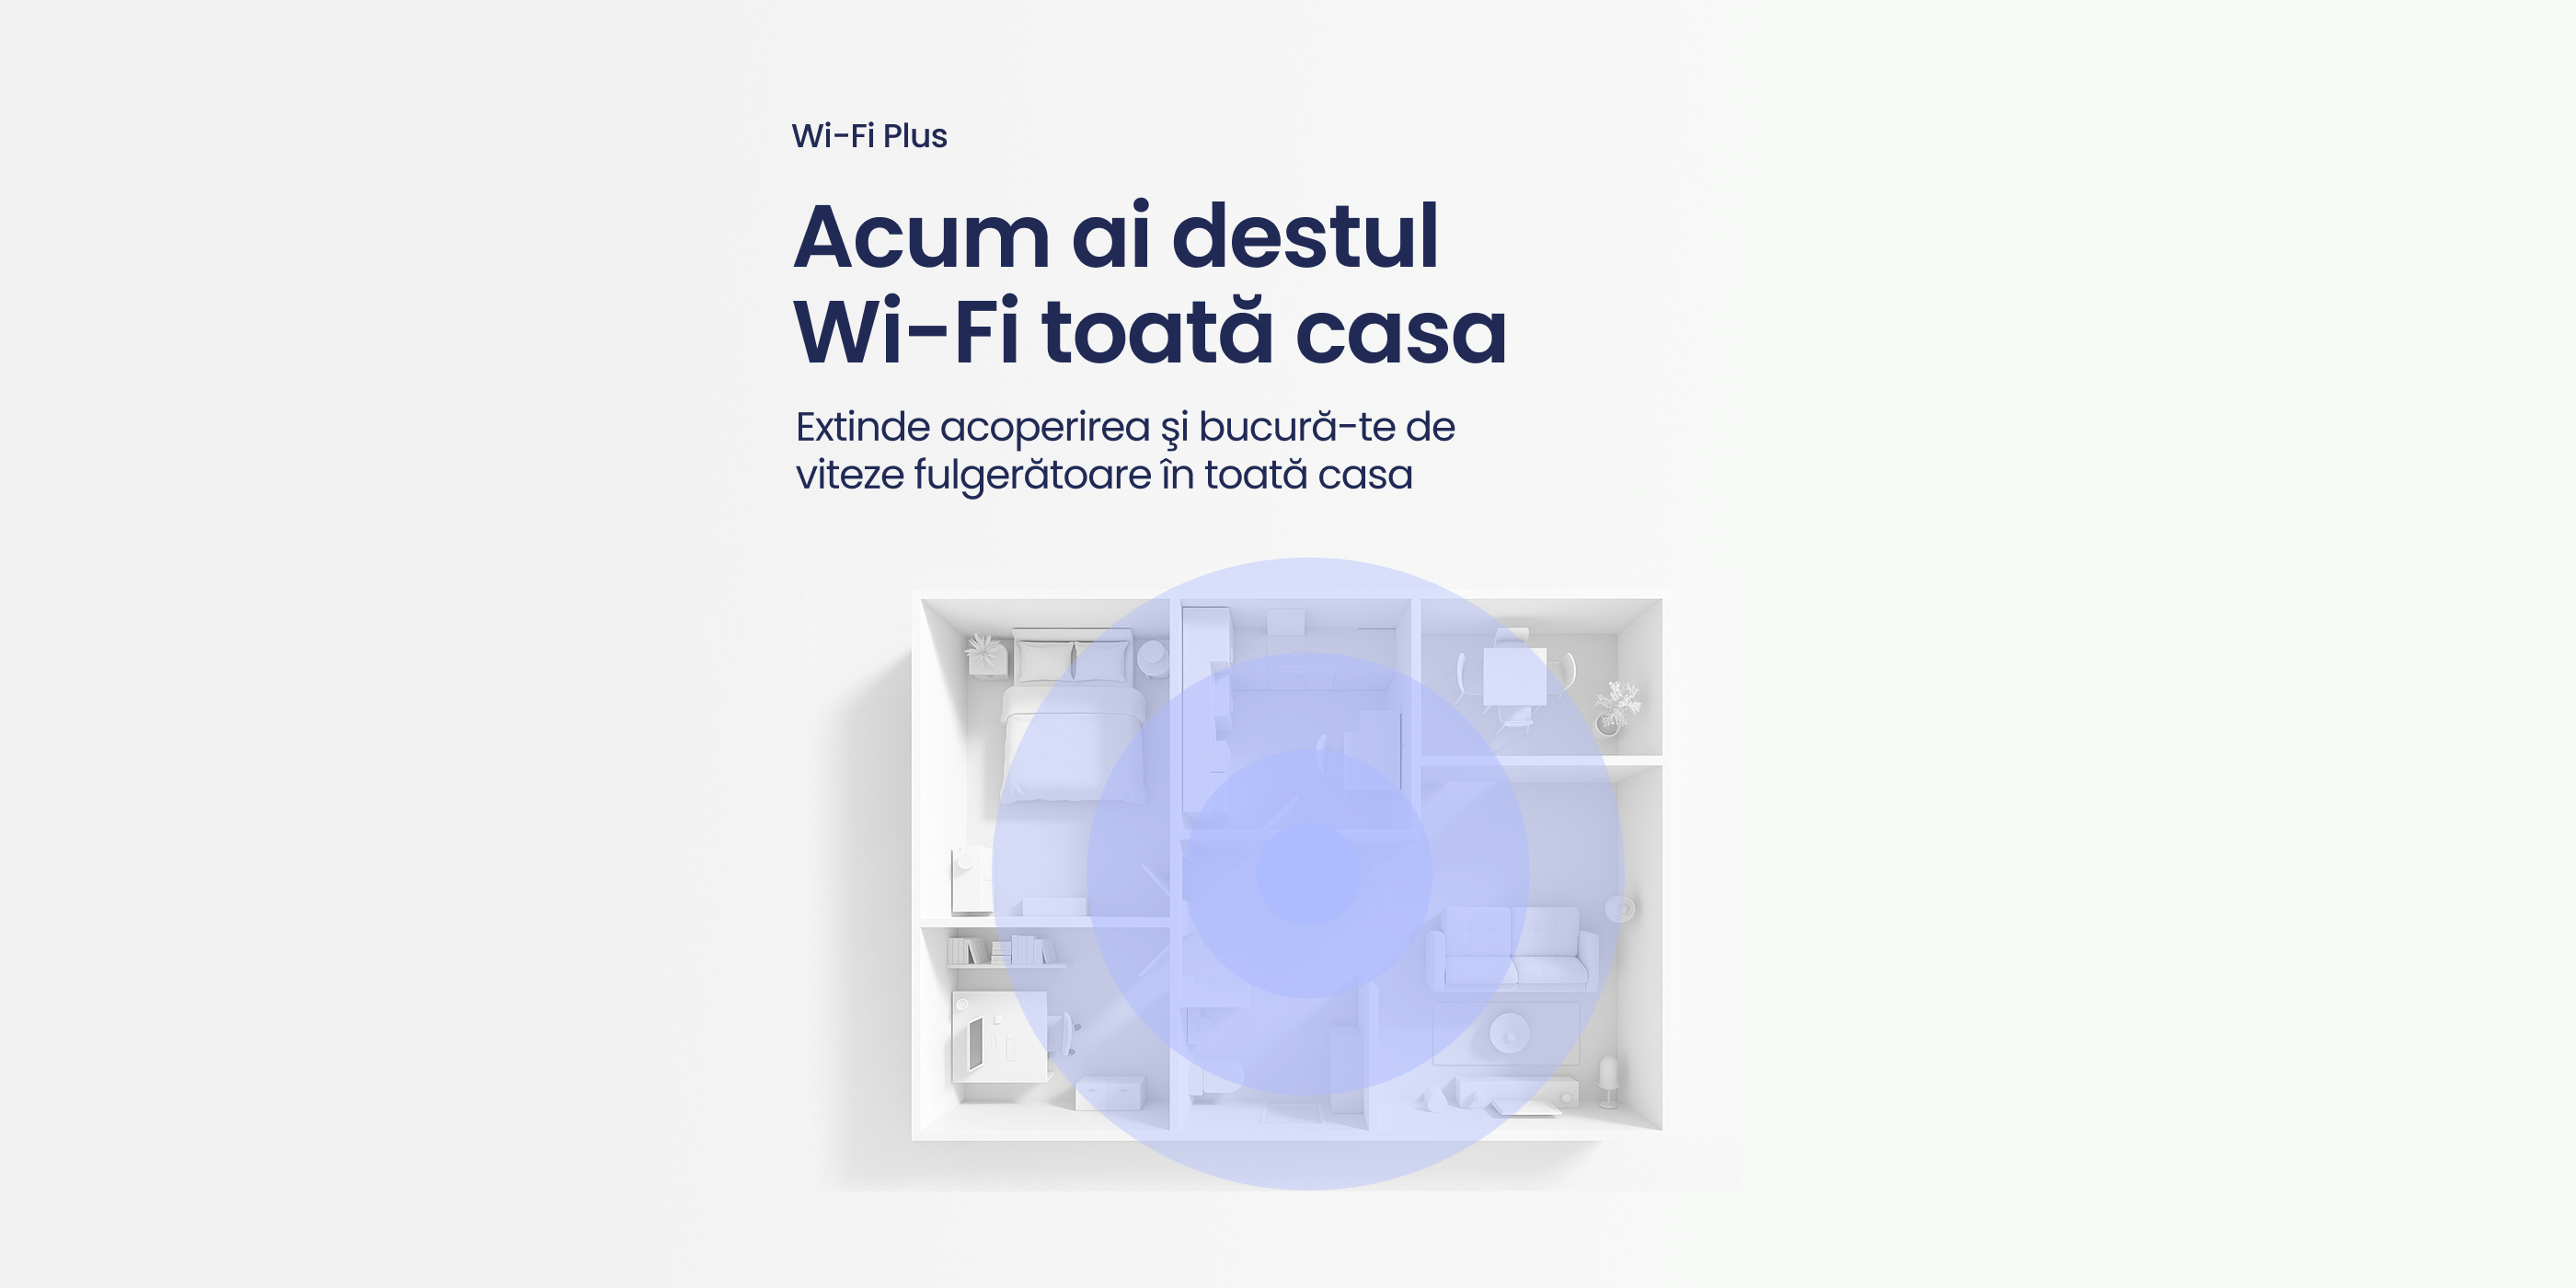 Wi-Fi Plus
Acum ai destul
Wi-Fi toată casa
Extinde acoperirea şi bucură-te de
viteze fulgerătoare în toată casa